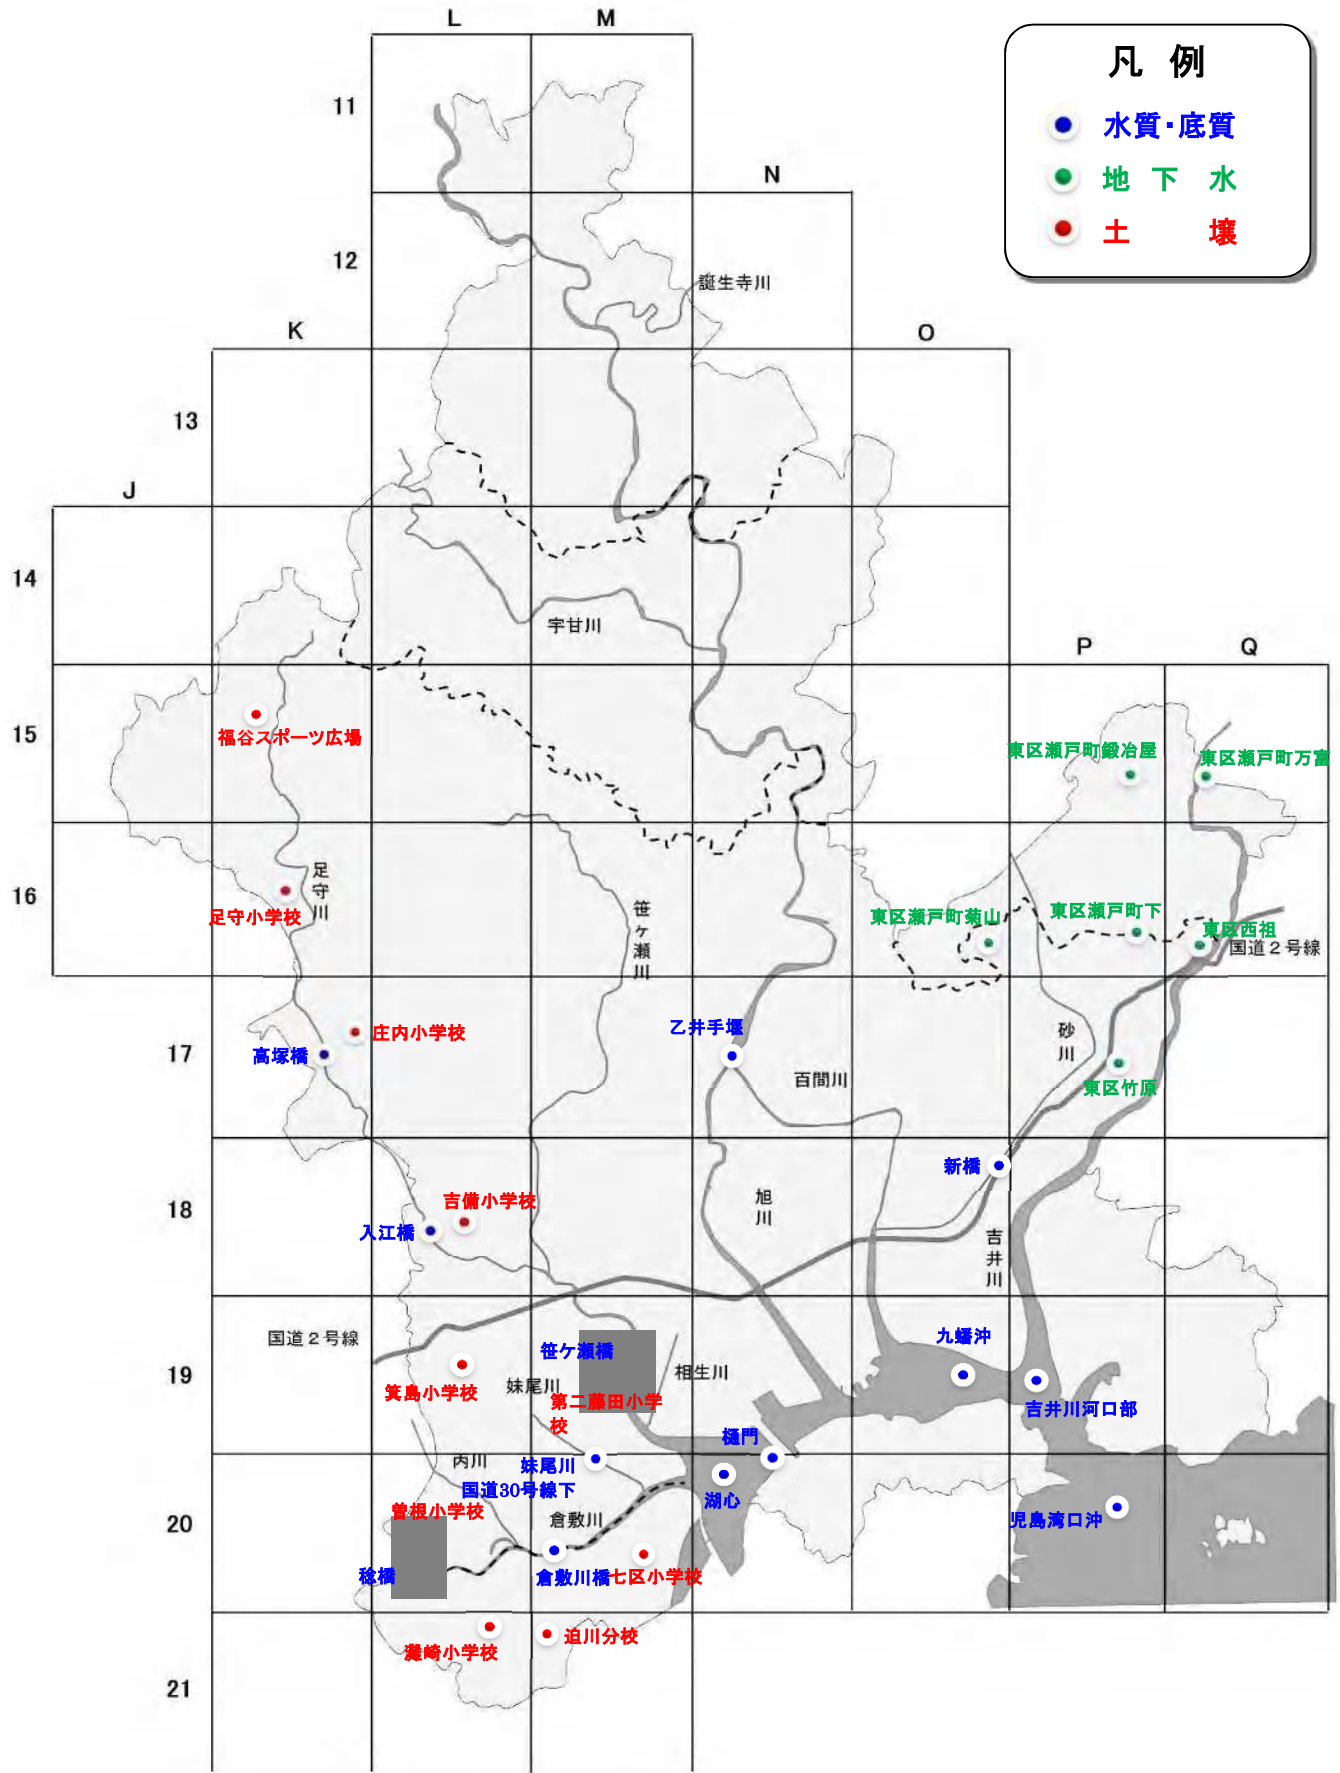 L
M
凡 例
水質・底質
地 下 水
土 壌
11
N
12
誕生寺川
K
O
13
J
14
宇甘川
P
Q
15
福谷スポーツ広場
東区瀬戸町鍛冶屋
東区瀬戸町万富
16
足守川
足守小学校
笹ヶ瀬川
東区瀬戸町菊山
東区瀬戸町下
東区西祖
国道２号線
17
庄内小学校
高塚橋
乙井手堰
百間川
砂川
東区竹原
18
吉備小学校
入江橋
旭川
新橋
吉井川
19
国道２号線
笹ケ瀬橋
九蟠沖
箕島小学校
妹尾川
相生川
第二藤田小学
校
吉井川河口部
樋門
20
内川
妹尾川
国道30号線下
湖心
曽根小学校
倉敷川
児島湾口沖
稔橋
倉敷川橋
七区小学校
21
灘崎小学校
迫川分校